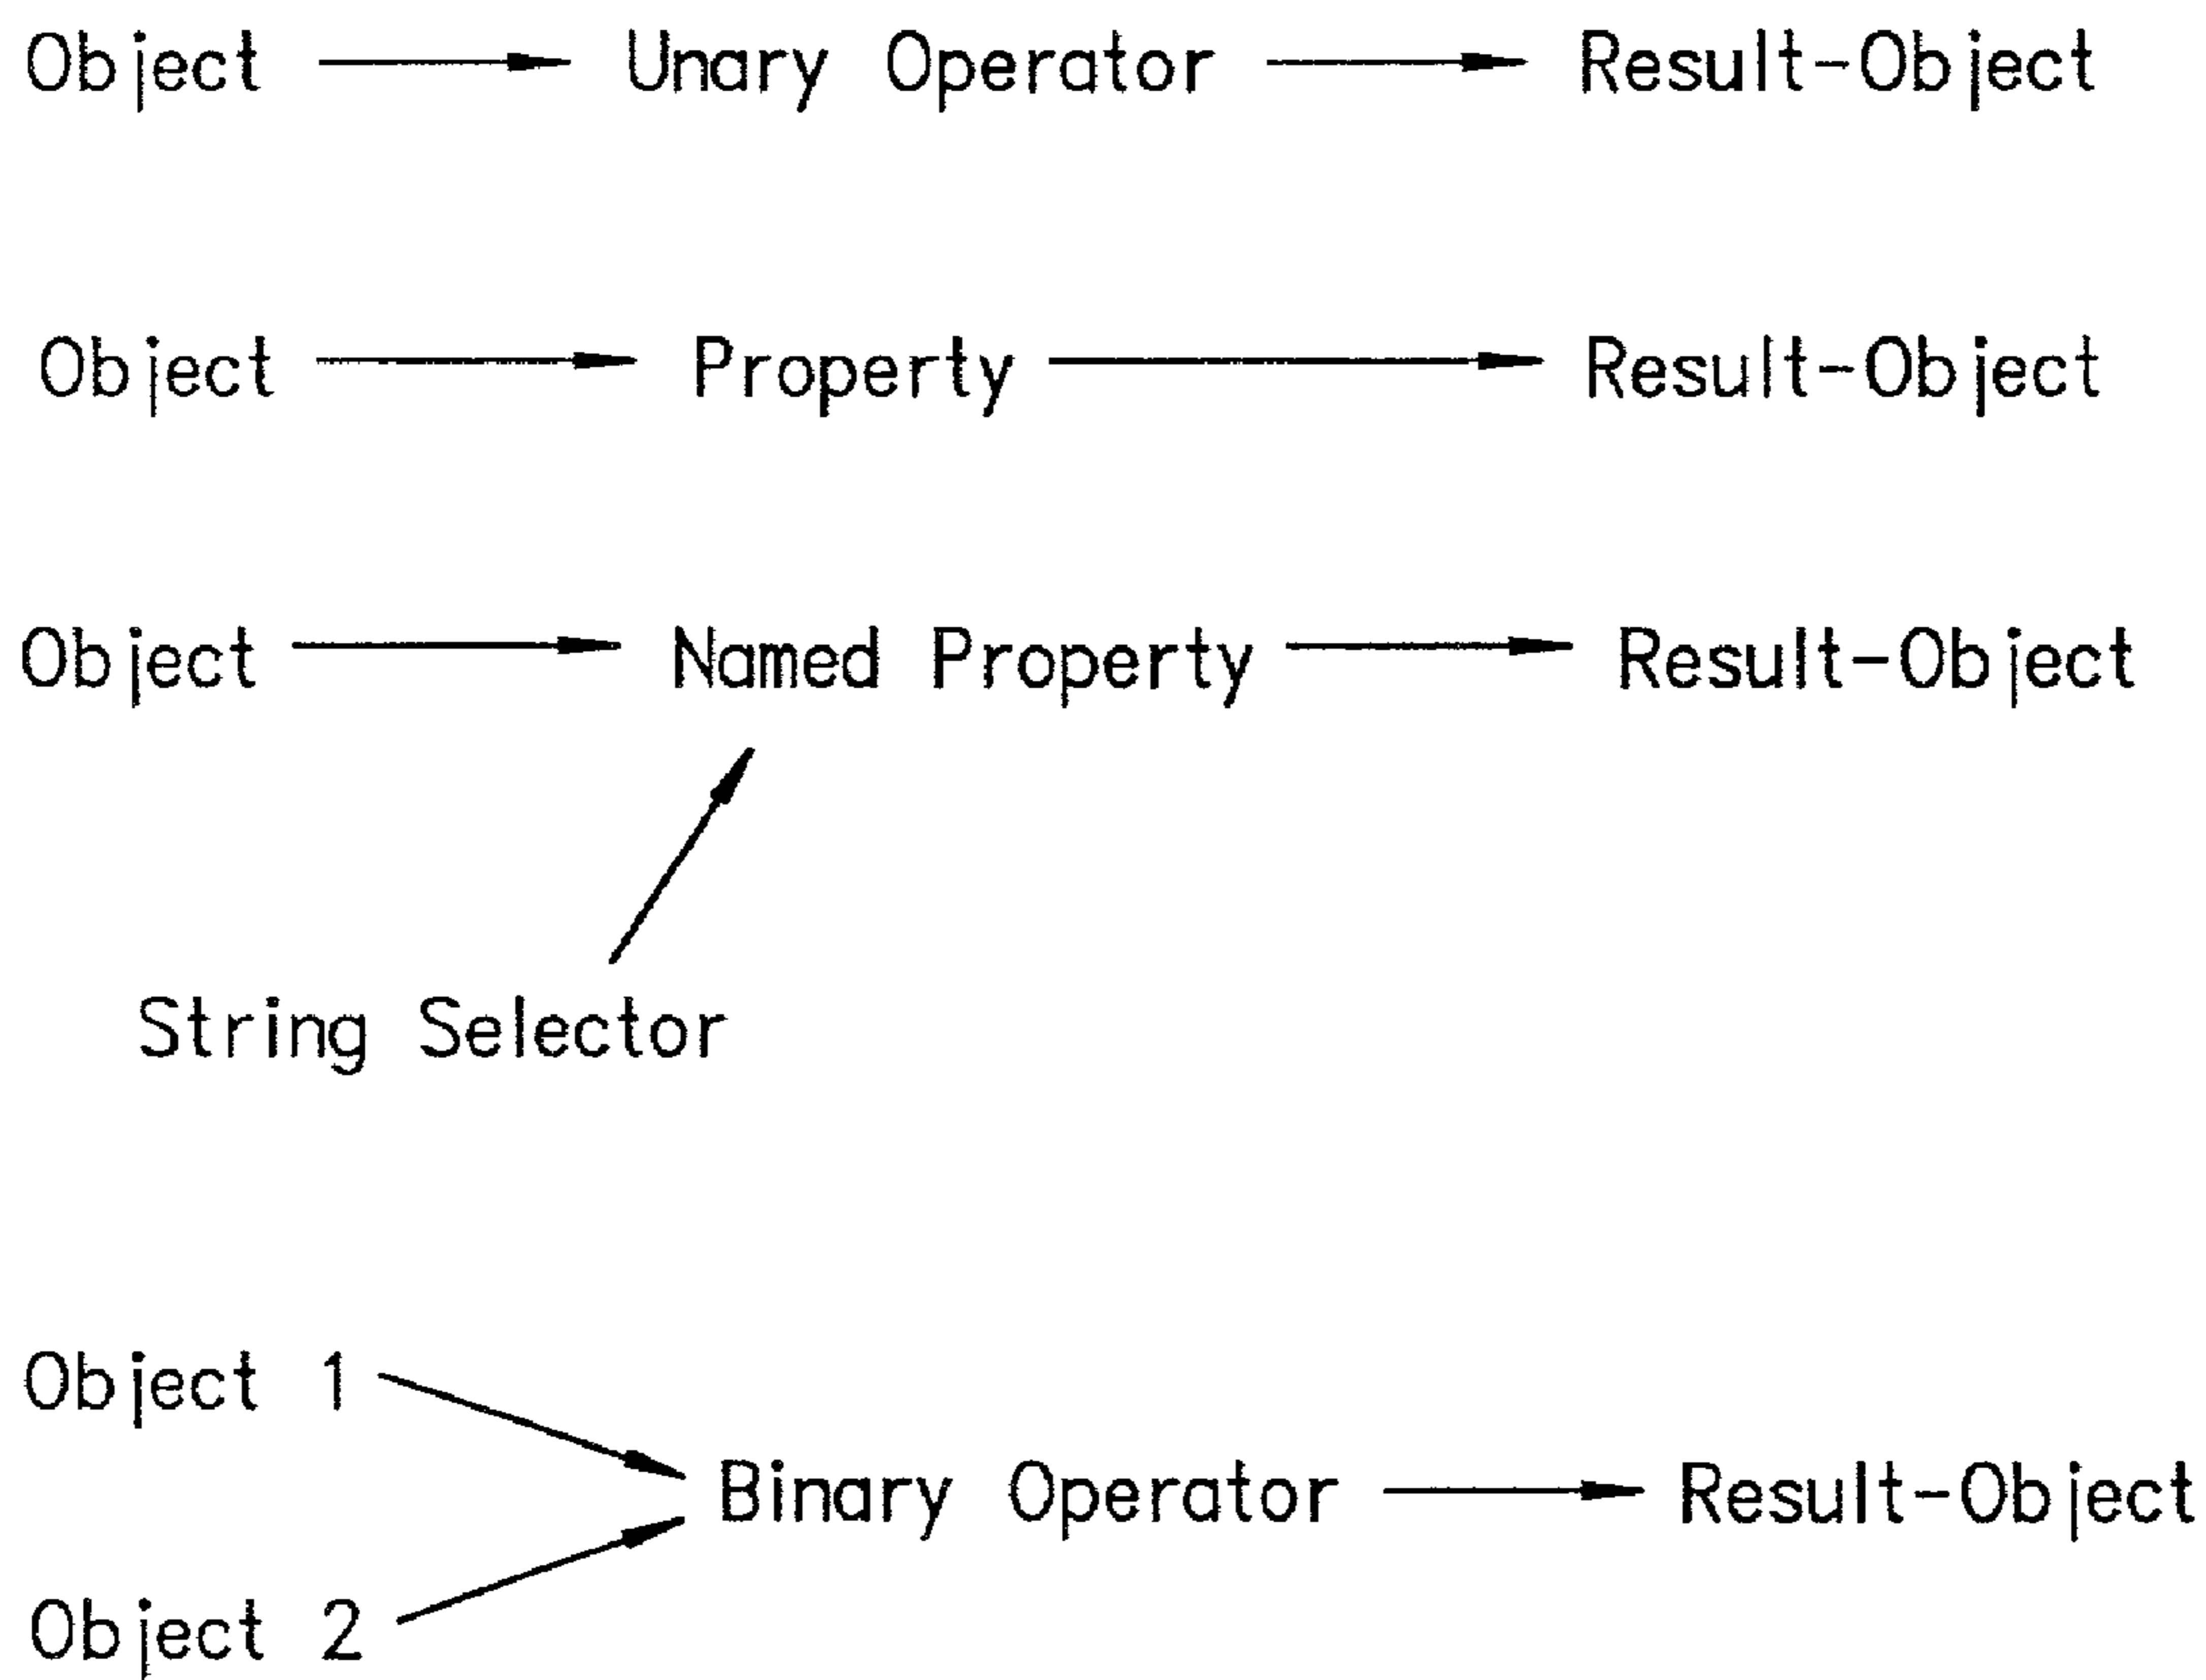 Object Unary Operator Result-Object
Object Property Result-Object
Object Named Property Result-Object
String Selector
Object 1
Binary Operator Result-Object
Object 2